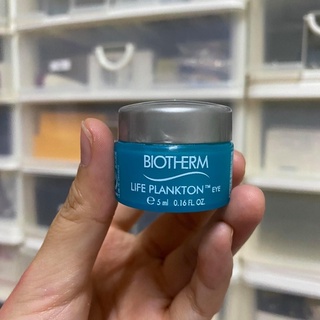 BIOTHERM
LIFE PLANKTON™ EYE
e 5 ml 0.16 FL. OZ.